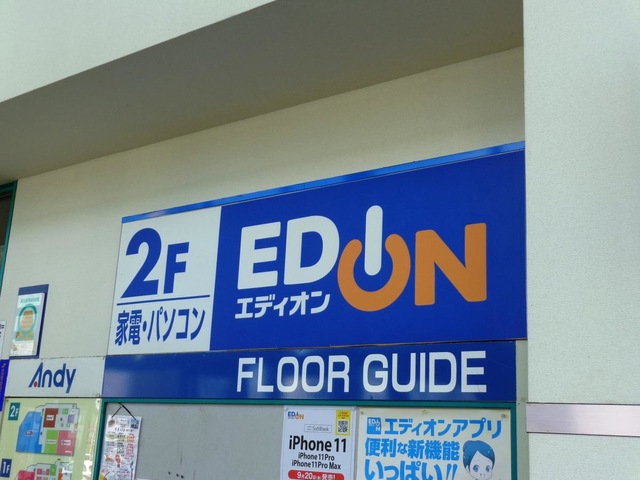 2F
家電・パソコン
EDION
エディオン
FLOOR GUIDE
Andy
2F
1F
EDION
SoftBank
iPhone 11
iPhone 11 Pro
iPhone 11 Pro Max
エディオンアプリ
便利な新機能
いっぱい!!